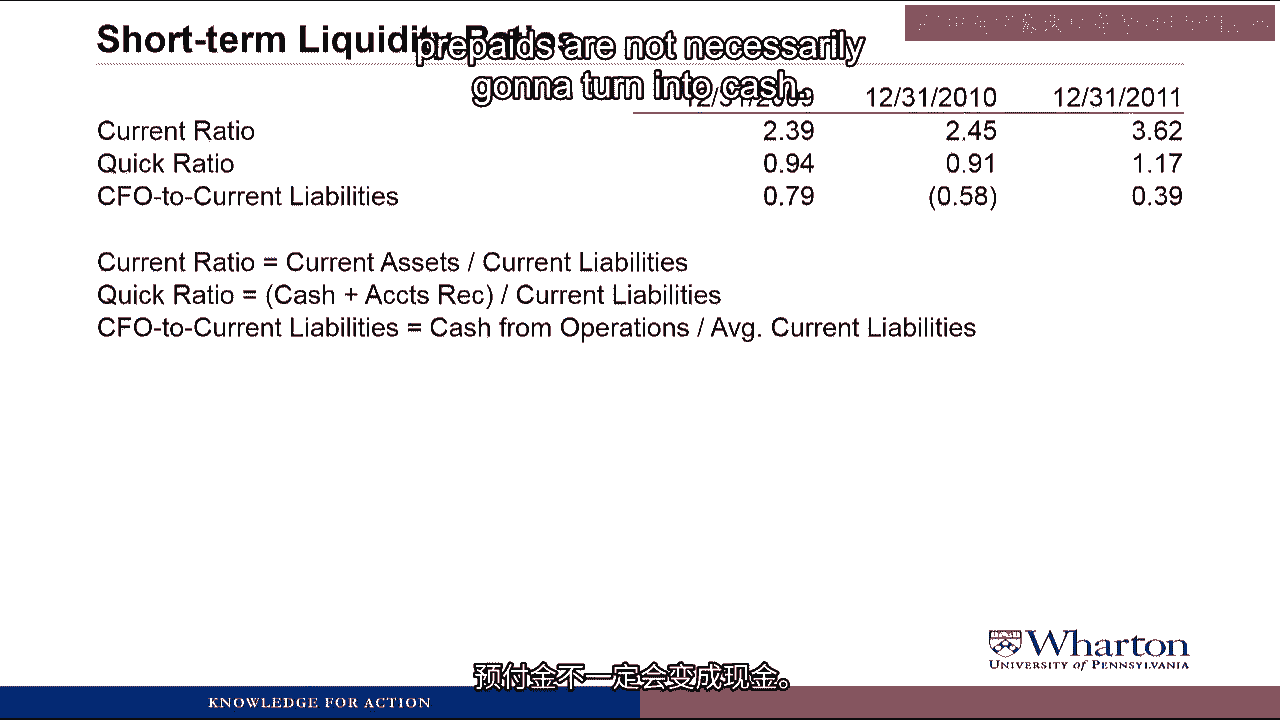 Short-term Liquidity Ratios
prepaids are not necessarily
gonna turn into cash.
12/31/2009 12/31/2010 12/31/2011
Current Ratio 2.39 2.45 3.62
Quick Ratio 0.94 0.91 1.17
CFO-to-Current Liabilities 0.79 (0.58) 0.39
Current Ratio = Current Assets / Current Liabilities
Quick Ratio = (Cash + Accts Rec) / Current Liabilities
CFO-to-Current Liabilities = Cash from Operations / Avg. Current Liabilities
Wharton
UNIVERSITY of PENNSYLVANIA
预付金不一定会变成现金。
KNOWLEDGE FOR ACTION